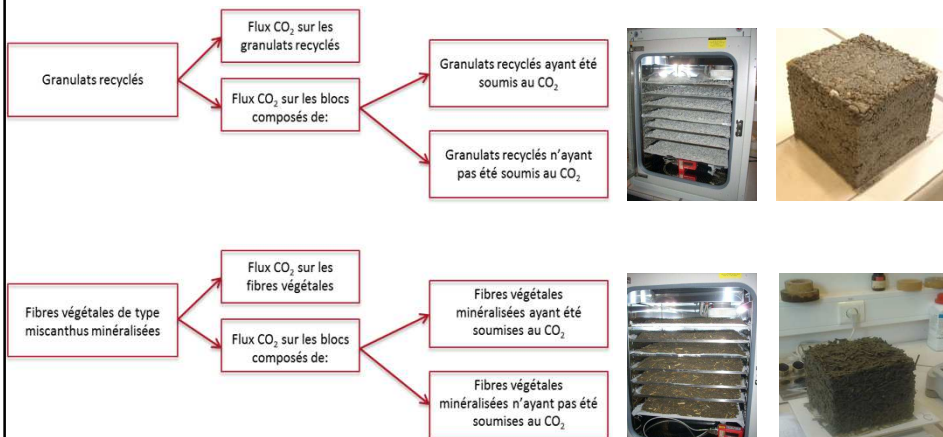 Granulats recyclés
Flux CO₂ sur les
granulats recyclés
Flux CO₂ sur les blocs
composés de:
Granulats recyclés ayant été
soumis au CO₂
Granulats recyclés n'ayant
pas été soumis au CO₂
Fibres végétales de type
miscanthus minéralisées
Flux CO₂ sur les
fibres végétales
Flux CO₂ sur les blocs
composés de:
Fibres végétales
minéralisées ayant été
soumises au CO₂
Fibres végétales
minéralisées n'ayant pas été
soumises au CO₂